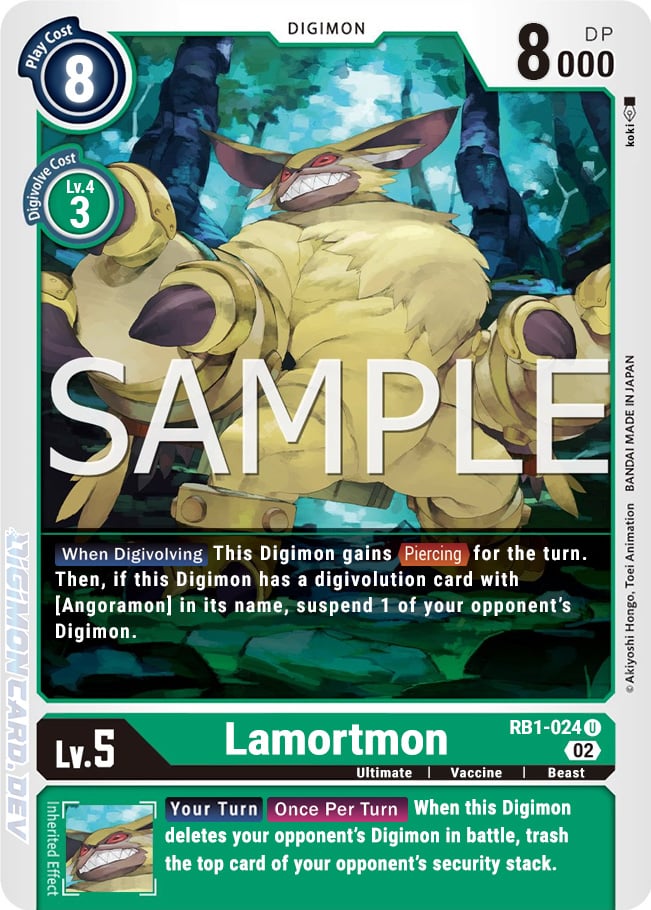 Play Cost
8
DIGIMON
DP
8000
koki
Digivolve Cost
Lv.4
3
SAMPLE
When Digivolving This Digimon gains Piercing for the turn.
Then, if this Digimon has a digivolution card with
[Angoramon] in its name, suspend 1 of your opponent's
Digimon.
© Akiyoshi Hongo, Toei Animation BANDAI MADE IN JAPAN
DIGIMONCARD.DEV
Lv.5
Lamortmon
RB1-024 U
02
Ultimate | Vaccine | Beast
Inherited Effect
Your Turn Once Per Turn When this Digimon
deletes your opponent's Digimon in battle, trash
the top card of your opponent's security stack.